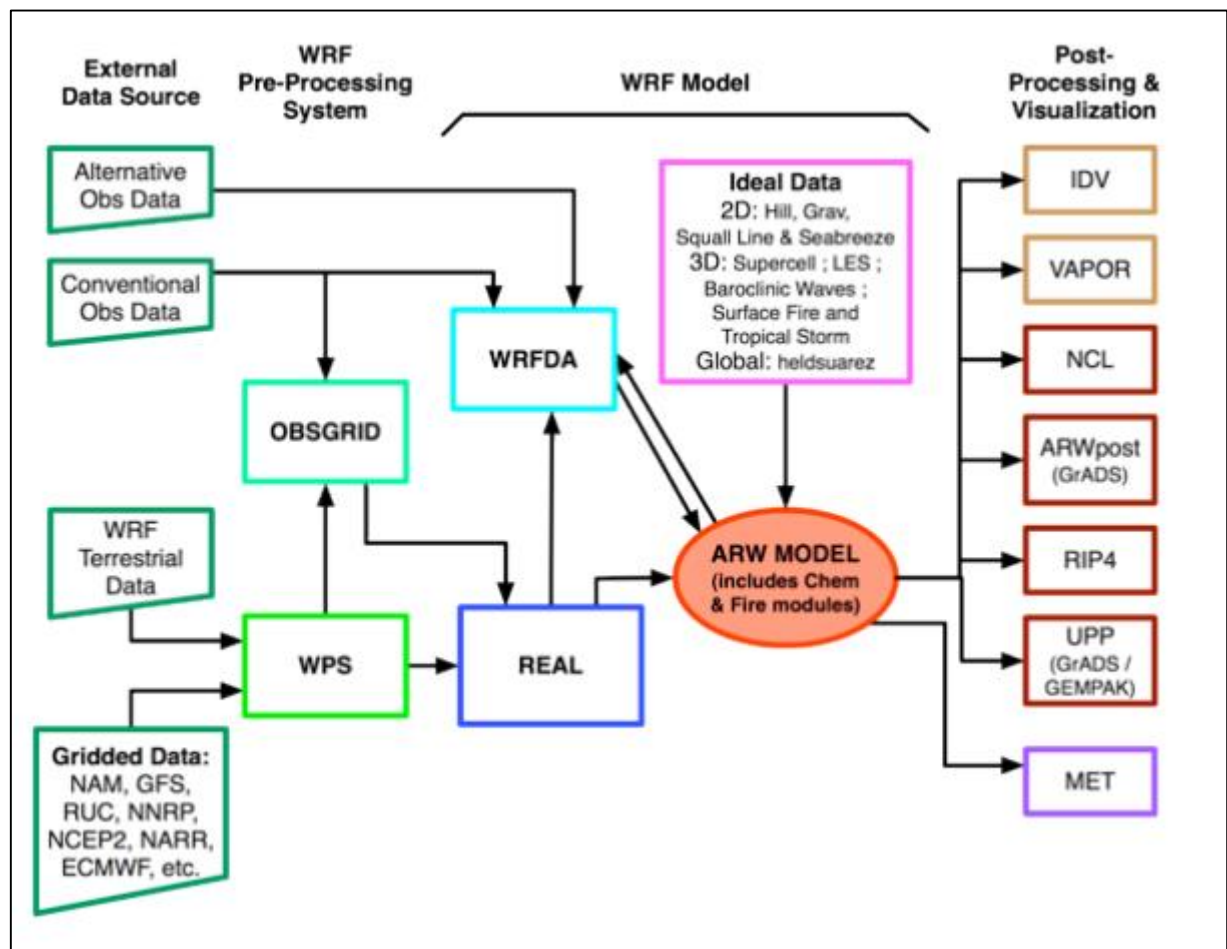 External
Data Source
WRF
Pre-Processing
System
WRF Model
Post-
Processing &
Visualization
Alternative
Obs Data
Conventional
Obs Data
WRF
Terrestrial
Data
Gridded Data:
NAM, GFS,
RUC, NNRP,
NCEP2, NARR,
ECMWF, etc.
OBSGRID
WPS
WRFDA
REAL
Ideal Data
2D: Hill, Grav,
Squall Line & Seabreeze
3D: Supercell ; LES ;
Baroclinic Waves ;
Surface Fire and
Tropical Storm
Global: heldsuarez
ARW MODEL
(includes Chem
& Fire modules)
IDV
VAPOR
NCL
ARWpost
(GrADS)
RIP4
UPP
(GrADS /
GEMPAK)
MET